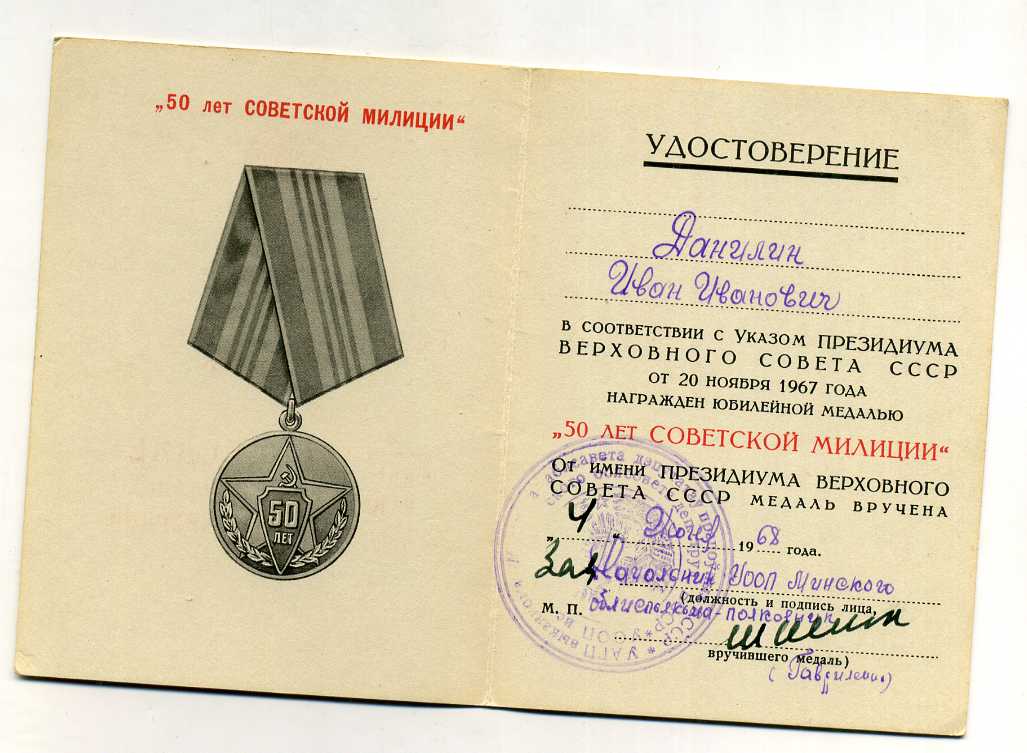 „50 лет СОВЕТСКОЙ МИЛИЦИИ“
50
ЛЕТ
УДОСТОВЕРЕНИЕ
Данилин
Иван Иванович
в соответствии с Указом ПРЕЗИДИУМА
ВЕРХОВНОГО СОВЕТА СССР
от 20 ноября 1967 года
награжден юбилейной медалью
„50 ЛЕТ СОВЕТСКОЙ МИЛИЦИИ“
От имени ПРЕЗИДИУМА ВЕРХОВНОГО
СОВЕТА СССР медаль вручена
„4“ Июня 1968 года.
Зам Начальник УООП Минского
(должность и подпись лица,
М. П. облисполкома-полковник
вручившего медаль)